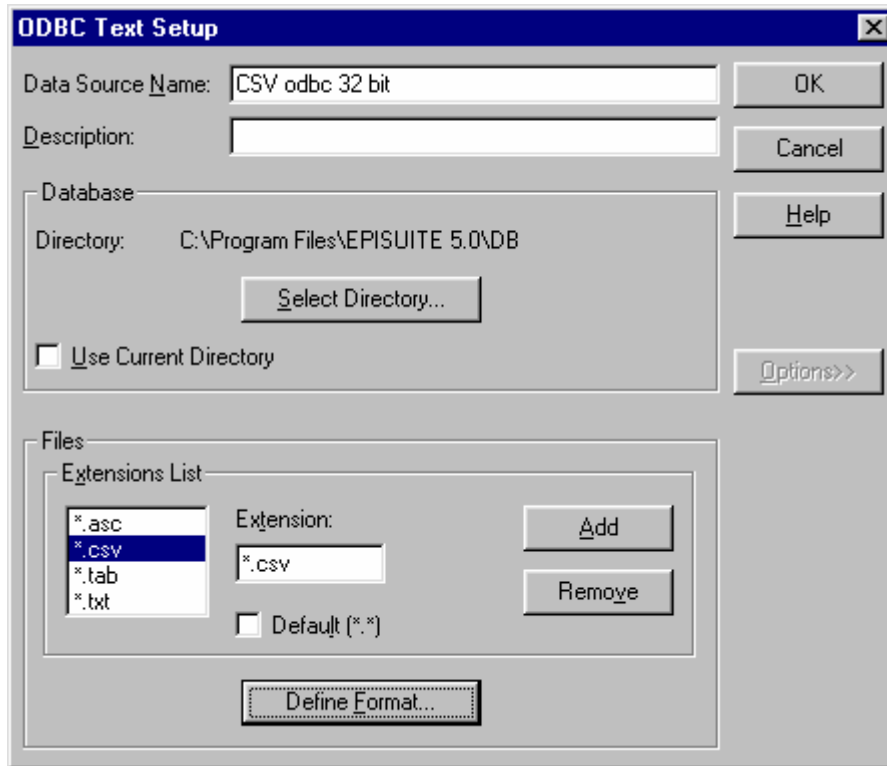 ODBC Text Setup
Data Source Name: CSV odbc 32 bit OK
Description: Cancel
Database
Help
Directory: C:\Program Files\EPISUITE 5.0\DB
Select Directory...
Use Current Directory
Options>>
Files
Extensions List
*.asc
*.csv
*.tab
*.txt
Extension:
*.csv
Default (*.*)
Add
Remove
Define Format...